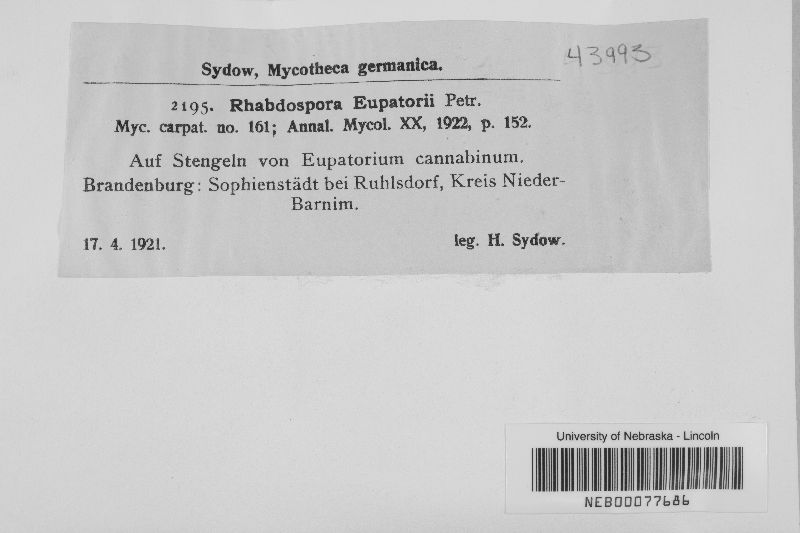 43993
Sydow, Mycotheca germanica.
2195. Rhabdospora Eupatorii Petr.
Myc. carpat. no. 161; Annal. Mycol. XX, 1922, p. 152.
Auf Stengeln von Eupatorium cannabinum.
Brandenburg: Sophienstädt bei Ruhlsdorf, Kreis Nieder-
Barnim.
17. 4. 1921. leg. H. Sydow.
University of Nebraska - Lincoln
NEB00077686